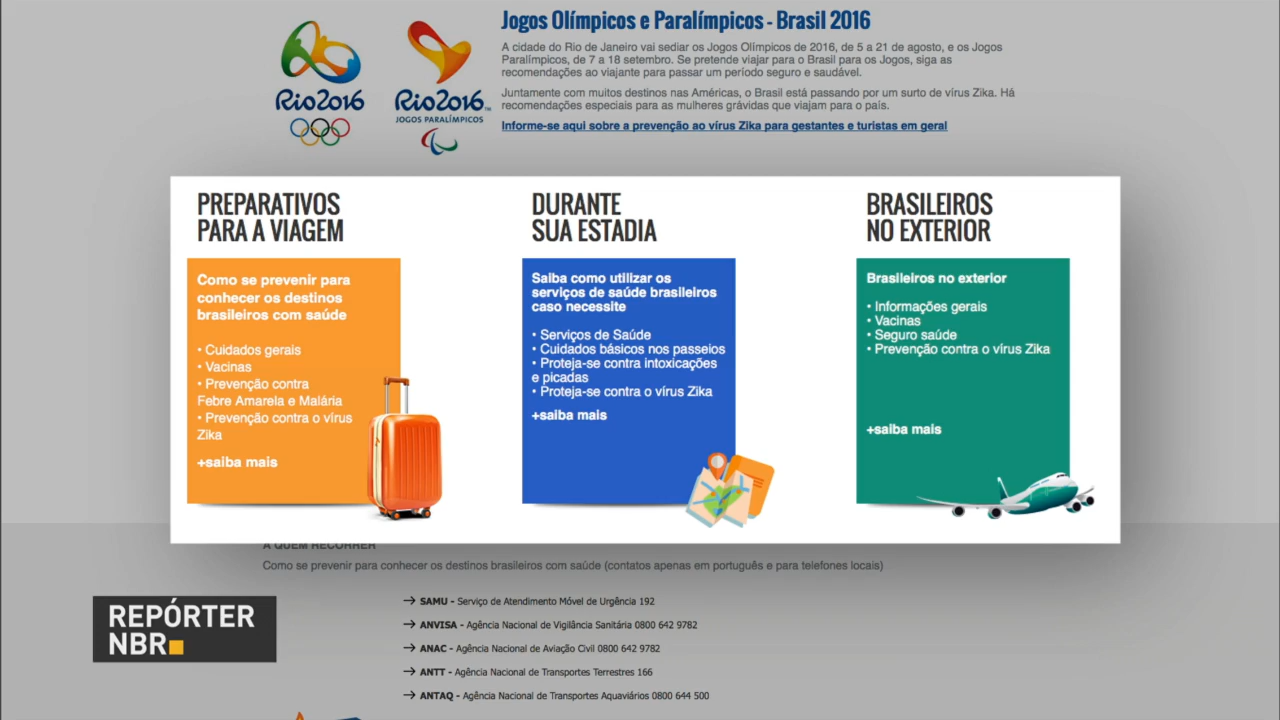 Jogos Olímpicos e Paralímpicos - Brasil 2016
A cidade do Rio de Janeiro vai sediar os Jogos Olímpicos de 2016, de 5 a 21 de agosto, e os Jogos
Paralímpicos, de 7 a 18 setembro. Se pretende viajar para o Brasil para os Jogos, siga as
recomendações ao viajante para passar um período seguro e saudável.
Juntamente com muitos destinos nas Américas, o Brasil está passando por um surto de vírus Zika. Há
recomendações especiais para as mulheres grávidas que viajam para o país.
Informe-se aqui sobre a prevenção ao vírus Zika para gestantes e turistas em geral
Rio2016
Rio2016™
JOGOS PARALÍMPICOS
PREPARATIVOS
PARA A VIAGEM
Como se prevenir para
conhecer os destinos
brasileiros com saúde
• Cuidados gerais
• Vacinas
• Prevenção contra
Febre Amarela e Malária
• Prevenção contra o vírus
Zika
+saiba mais
DURANTE
SUA ESTADIA
Saiba como utilizar os
serviços de saúde brasileiros
caso necessite
• Serviços de Saúde
• Cuidados básicos nos passeios
• Proteja-se contra intoxicações
e picadas
• Proteja-se contra o vírus Zika
+saiba mais
BRASILEIROS
NO EXTERIOR
Brasileiros no exterior
• Informações gerais
• Vacinas
• Seguro saúde
• Prevenção contra o vírus Zika
+saiba mais
A QUEM RECORRER
Como se prevenir para conhecer os destinos brasileiros com saúde (contatos apenas em português e para telefones locais)
→ SAMU - Serviço de Atendimento Móvel de Urgência 192
→ ANVISA - Agência Nacional de Vigilância Sanitária 0800 642 9782
→ ANAC - Agência Nacional de Aviação Civil 0800 642 9782
→ ANTT - Agência Nacional de Transportes Terrestres 166
→ ANTAQ - Agência Nacional de Transportes Aquaviários 0800 644 500
REPÓRTER
NBR